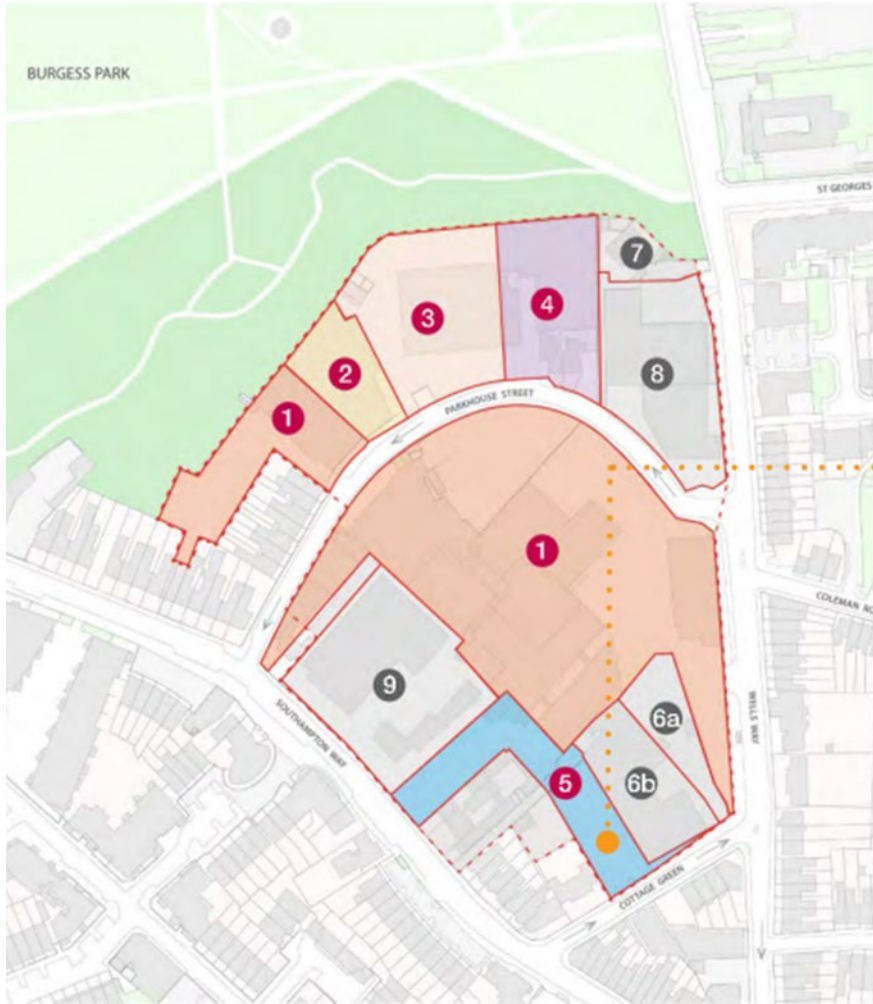 BURGESS PARK
ST GEORGES
7
4
3
8
2
PARKHOUSE STREET
1
1
COLEMAN RO
9
6a
WELLS WAY
SOUTHAMPTON WAY
5
6b
COTTAGE GREEN